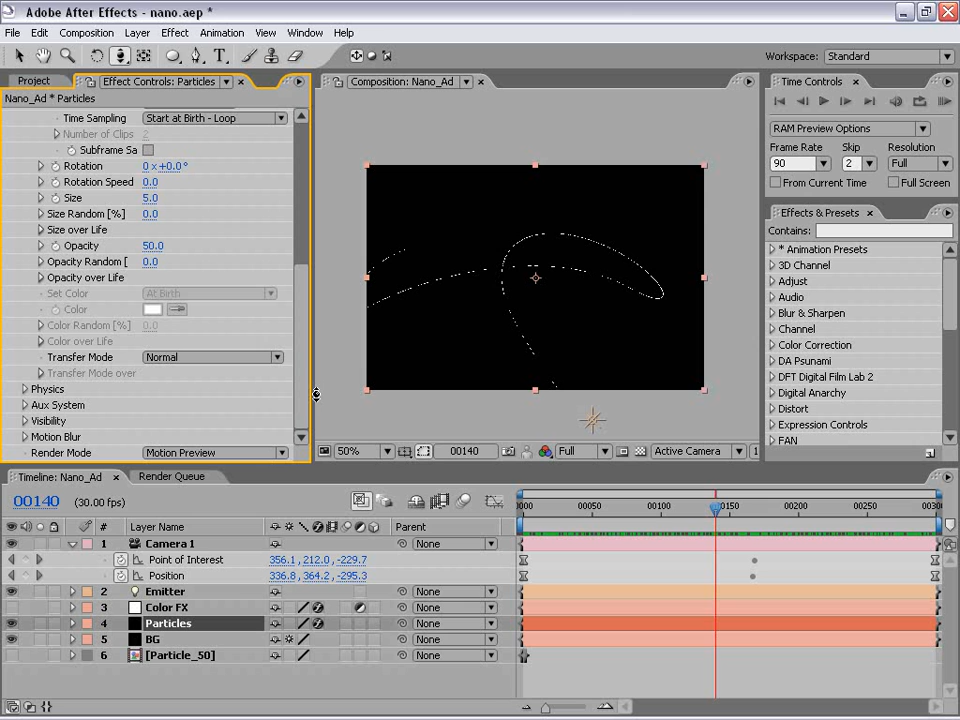 Adobe After Effects - nano.aep *
File Edit Composition Layer Effect Animation View Window Help
Workspace: Standard
Project Effect Controls: Particles
Nano_Ad * Particles
Time Sampling Start at Birth - Loop
Number of Clips 2
Subframe Sa
Rotation 0 x +0.0°
Rotation Speed 0.0
Size 5.0
Size Random [%] 0.0
Size over Life
Opacity 50.0
Opacity Random [ 0.0
Opacity over Life
Set Color At Birth
Color
Color Random [%] 0.0
Color over Life
Transfer Mode Normal
Transfer Mode over
Physics
Aux System
Visibility
Motion Blur
Render Mode Motion Preview
Composition: Nano_Ad
50% 00140 Full Active Camera 1
Time Controls
RAM Preview Options
Frame Rate Skip Resolution
90 2 Full
From Current Time Full Screen
Effects & Presets
Contains:
* Animation Presets
3D Channel
Adjust
Audio
Blur & Sharpen
Channel
Color Correction
DA Psunami
DFT Digital Film Lab 2
Digital Anarchy
Distort
Expression Controls
FAN
Timeline: Nano_Ad Render Queue
00140 (30.00 fps)
0000 00050 00100 00150 00200 00250 0030
# Layer Name Parent
1 Camera 1 None
Point of Interest 356.1, 212.0, -229.7
Position 336.8, 364.2, -295.3
2 Emitter None
3 Color FX None
4 Particles None
5 BG None
6 [Particle_50] None